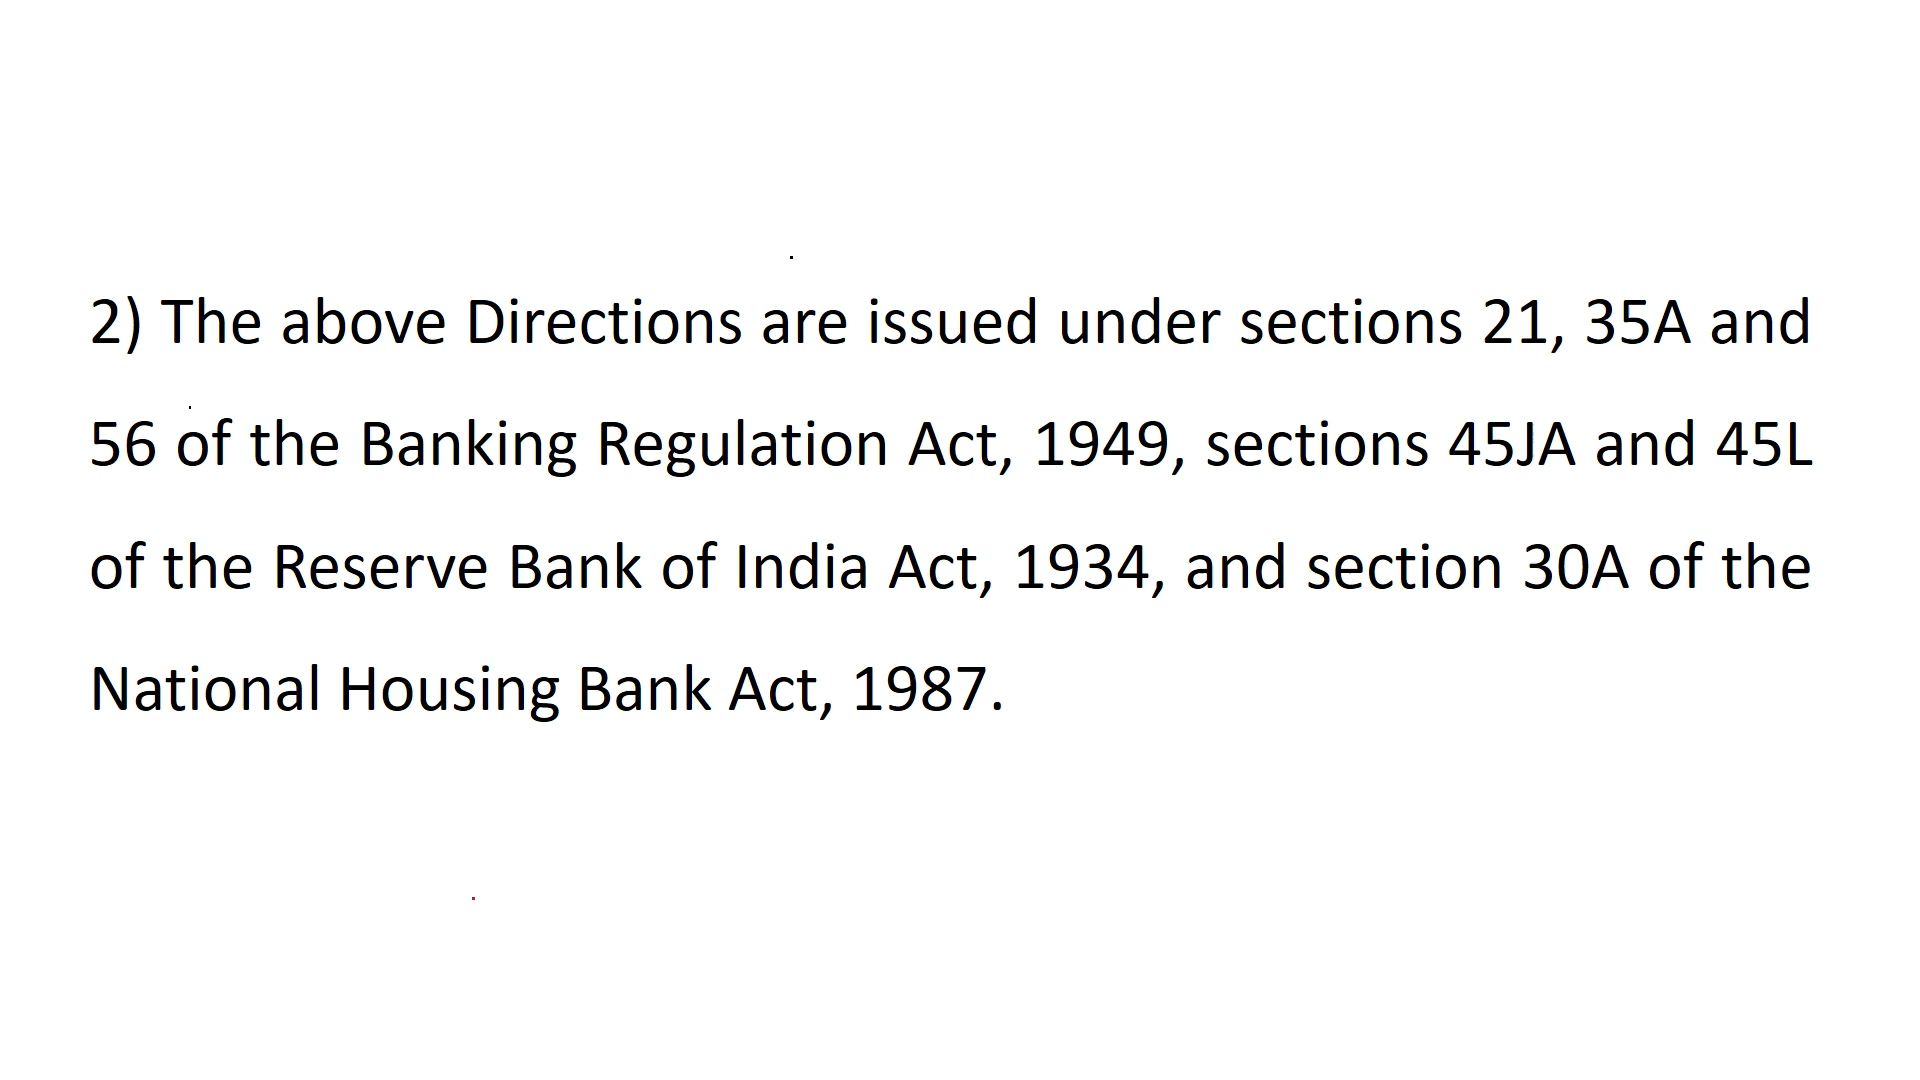 2) The above Directions are issued under sections 21, 35A and
56 of the Banking Regulation Act, 1949, sections 45JA and 45L
of the Reserve Bank of India Act, 1934, and section 30A of the
National Housing Bank Act, 1987.